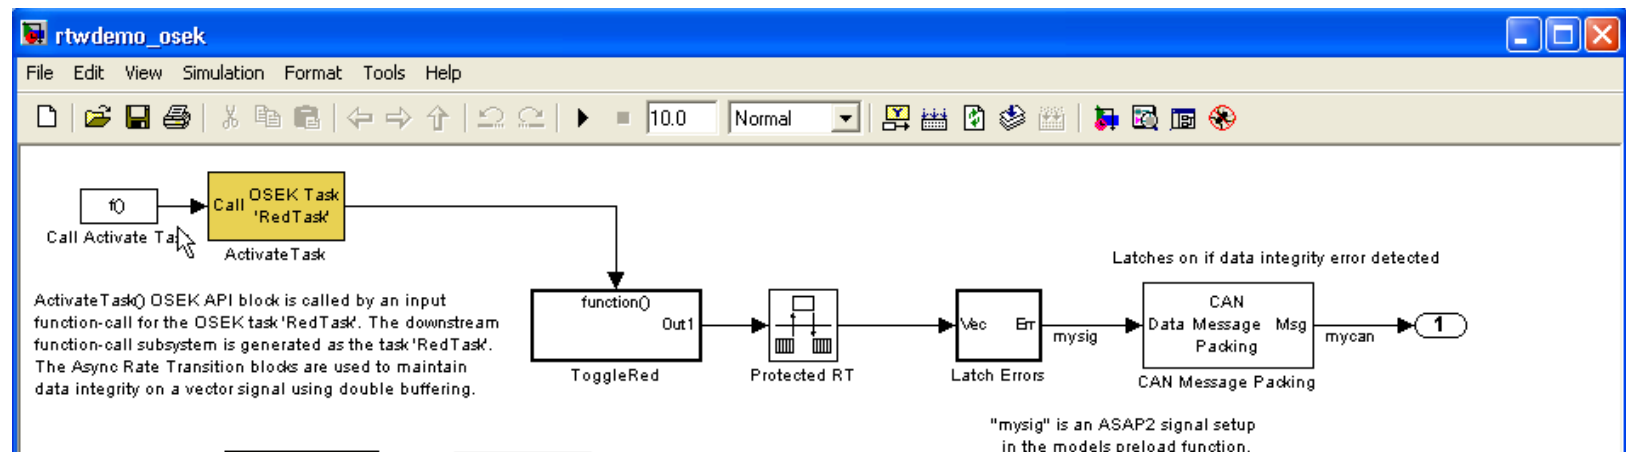 rtwdemo_osek
File Edit View Simulation Format Tools Help
10.0 Normal
f()
Call Activate Ta
Call OSEK Task
'RedTask'
ActivateTask
Latches on if data integrity error detected
ActivateTask() OSEK API block is called by an input
function-call for the OSEK task 'RedTask'. The downstream
function-call subsystem is generated as the task 'RedTask'.
The Async Rate Transition blocks are used to maintain
data integrity on a vector signal using double buffering.
function()
Out1
ToggleRed
Protected RT
Vec Err
Latch Errors
mysig
CAN
Data Message Msg
Packing
CAN Message Packing
mycan
1
"mysig" is an ASAP2 signal setup
in the models preload function.